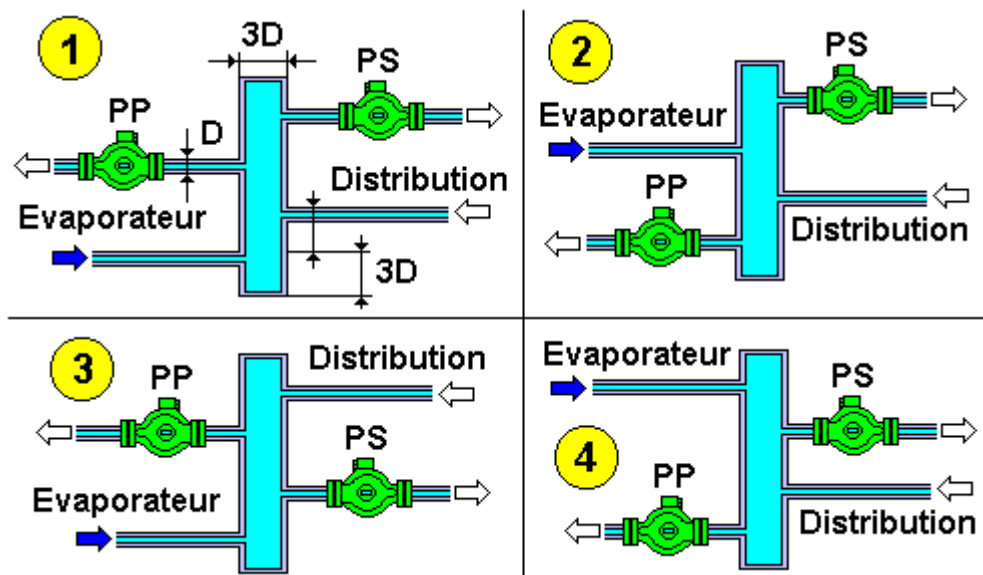 1
3D
PS
PP
D
Distribution
Evaporateur
3D
2
PS
Evaporateur
PP
Distribution
3
Distribution
PP
PS
Evaporateur
Evaporateur
PS
4
PP
Distribution